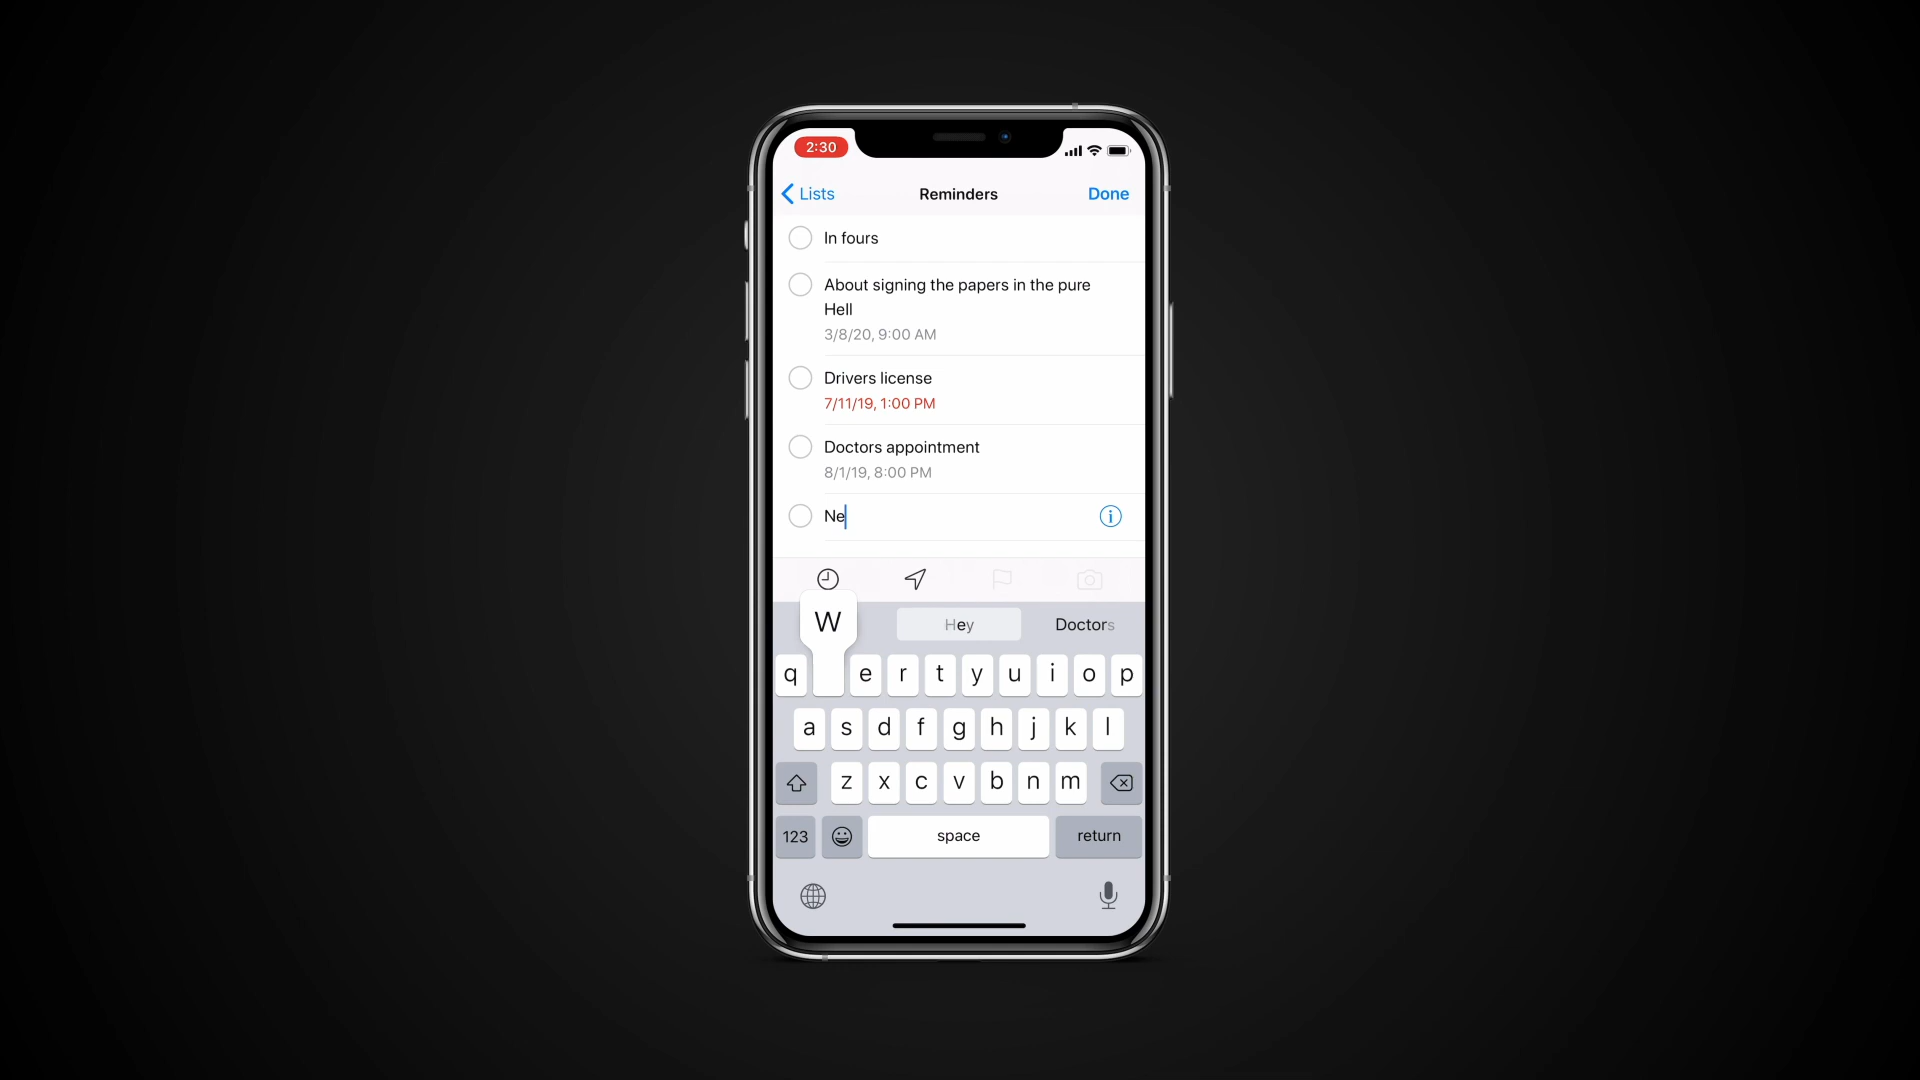 2:30
Lists
Reminders
Done
In fours
About signing the papers in the pure
Hell
3/8/20, 9:00 AM
Drivers license
7/11/19, 1:00 PM
Doctors appointment
8/1/19, 8:00 PM
Ne
W
Hey
Doctors
q e r t y u i o p
a s d f g h j k l
z x c v b n m
123
space
return